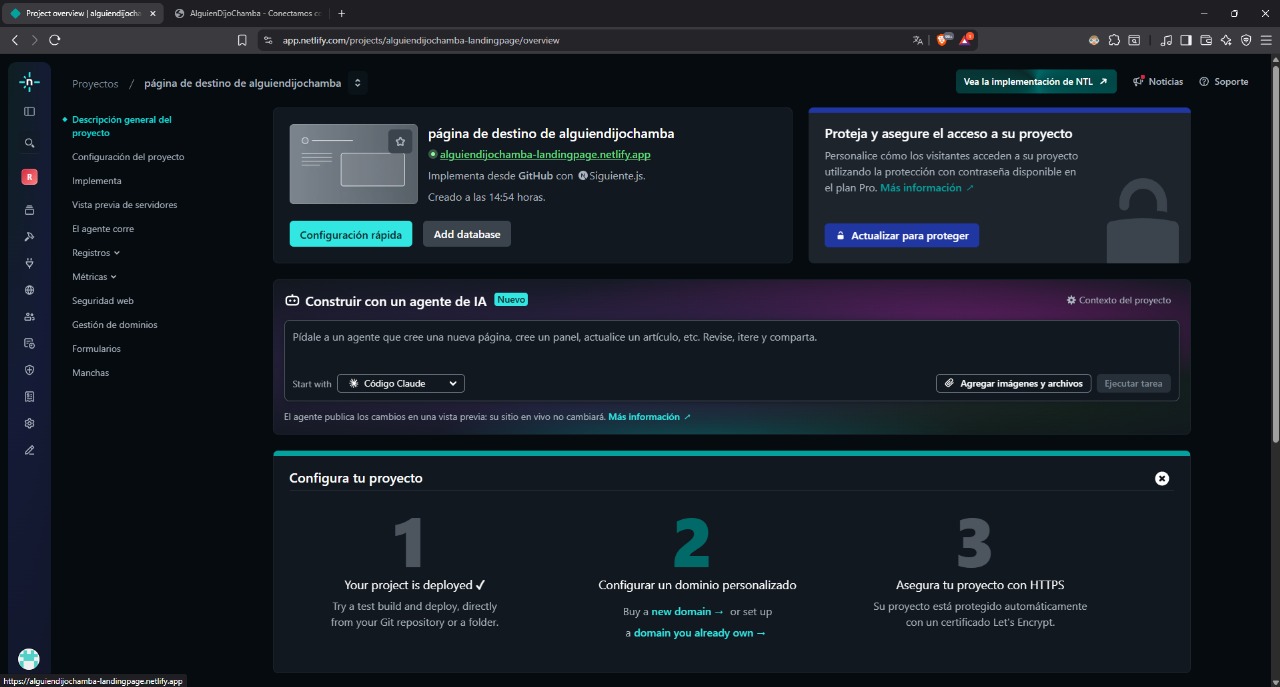 Project overview | alguiendijocha
AlguienDijoChamba - Conectamos co
app.netlify.com/projects/alguiendijochamba-landingpage/overview
Proyectos / página de destino de alguiendijochamba
Vea la implementación de NTL ↗
Noticias
Soporte
R
Descripción general del
proyecto
Configuración del proyecto
Implementa
Vista previa de servidores
El agente corre
Registros
Métricas
Seguridad web
Gestión de dominios
Formularios
Manchas
página de destino de alguiendijochamba
alguiendijochamba-landingpage.netlify.app
Implementa desde GitHub con Siguiente.js.
Creado a las 14:54 horas.
Configuración rápida
Add database
Proteja y asegure el acceso a su proyecto
Personalice cómo los visitantes acceden a su proyecto
utilizando la protección con contraseña disponible en
el plan Pro. Más información ↗
Actualizar para proteger
Construir con un agente de IA Nuevo
Contexto del proyecto
Pídale a un agente que cree una nueva página, cree un panel, actualice un artículo, etc. Revise, itere y comparta.
Start with
Código Claude
Agregar imágenes y archivos
Ejecutar tarea
El agente publica los cambios en una vista previa: su sitio en vivo no cambiará. Más información ↗
Configura tu proyecto
1
Your project is deployed ✓
Try a test build and deploy, directly
from your Git repository or a folder.
2
Configurar un dominio personalizado
Buy a new domain → or set up
a domain you already own →
3
Asegura tu proyecto con HTTPS
Su proyecto está protegido automáticamente
con un certificado Let's Encrypt.
https://alguiendijochamba-landingpage.netlify.app